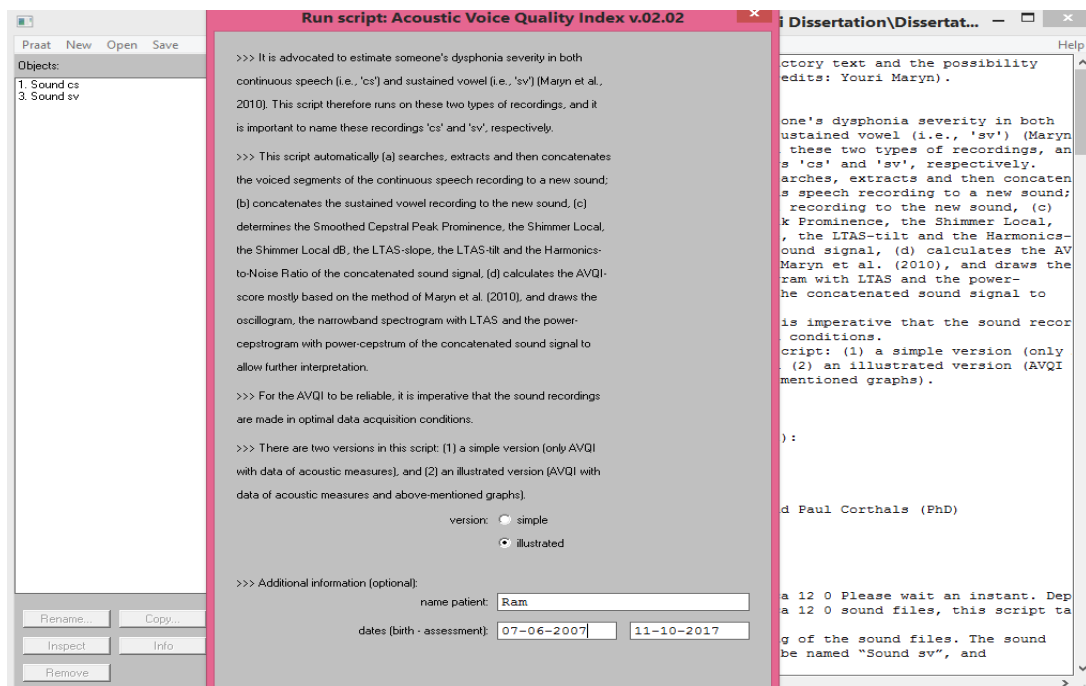 Run script: Acoustic Voice Quality Index v.02.02
i Dissertation\Dissertat...
Praat New Open Save
Help
Objects:
1. Sound cs
3. Sound sv
>>> It is advocated to estimate someone's dysphonia severity in both
continuous speech (i.e., 'cs') and sustained vowel (i.e., 'sv') (Maryn et al.,
2010). This script therefore runs on these two types of recordings, and it
is important to name these recordings 'cs' and 'sv', respectively.
>>> This script automatically (a) searches, extracts and then concatenates
the voiced segments of the continuous speech recording to a new sound;
(b) concatenates the sustained vowel recording to the new sound, (c)
determines the Smoothed Cepstral Peak Prominence, the Shimmer Local,
the Shimmer Local dB, the LTAS-slope, the LTAS-tilt and the Harmonics-
to-Noise Ratio of the concatenated sound signal, (d) calculates the AVQI-
score mostly based on the method of Maryn et al. (2010), and draws the
oscillogram, the narrowband spectrogram with LTAS and the power-
cepstrogram with power-cepstrum of the concatenated sound signal to
allow further interpretation.
>>> For the AVQI to be reliable, it is imperative that the sound recordings
are made in optimal data acquisition conditions.
>>> There are two versions in this script: (1) a simple version (only AVQI
with data of acoustic measures), and (2) an illustrated version (AVQI with
data of acoustic measures and above-mentioned graphs).
version: simple
illustrated
>>> Additional information (optional):
name patient: Ram
dates (birth - assessment): 07-06-2007 11-10-2017
Rename... Copy...
Inspect Info
Remove
ctory text and the possibility
edits: Youri Maryn).
one's dysphonia severity in both
ustained vowel (i.e., 'sv') (Maryn
these two types of recordings, an
s 'cs' and 'sv', respectively.
arches, extracts and then concaten
s speech recording to a new sound;
recording to the new sound, (c)
k Prominence, the Shimmer Local,
, the LTAS-tilt and the Harmonics-
ound signal, (d) calculates the AV
Maryn et al. (2010), and draws the
ram with LTAS and the power-
he concatenated sound signal to
is imperative that the sound recor
conditions.
cript: (1) a simple version (only
(2) an illustrated version (AVQI
mentioned graphs).
):
d Paul Corthals (PhD)
a 12 0 Please wait an instant. Dep
a 12 0 sound files, this script ta
g of the sound files. The sound
be named “Sound sv”, and